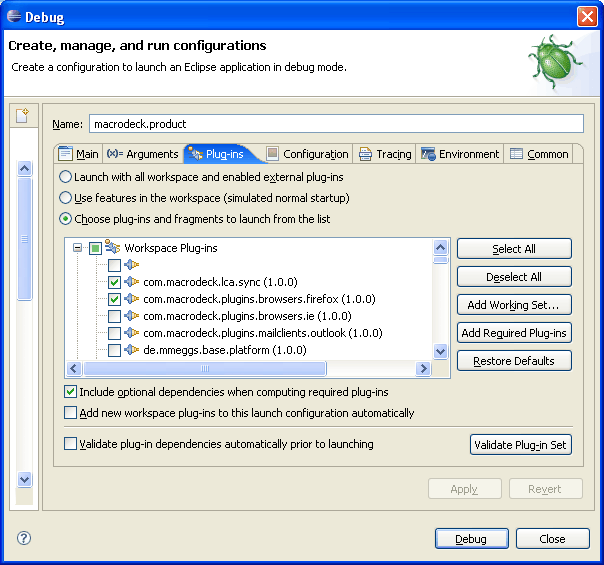 Debug
Create, manage, and run configurations
Create a configuration to launch an Eclipse application in debug mode.
Name: macrodeck.product
Main (x)= Arguments Plug-ins Configuration Tracing Environment Common
Launch with all workspace and enabled external plug-ins
Use features in the workspace (simulated normal startup)
Choose plug-ins and fragments to launch from the list
Workspace Plug-ins
com.macrodeck.lca.sync (1.0.0)
com.macrodeck.plugins.browsers.firefox (1.0.0)
com.macrodeck.plugins.browsers.ie (1.0.0)
com.macrodeck.plugins.mailclients.outlook (1.0.0)
de.mmeggs.base.platform (1.0.0)
Select All
Deselect All
Add Working Set...
Add Required Plug-ins
Restore Defaults
Include optional dependencies when computing required plug-ins
Add new workspace plug-ins to this launch configuration automatically
Validate plug-in dependencies automatically prior to launching
Validate Plug-in Set
Apply Revert
? Debug Close